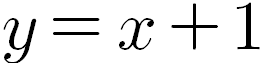 y = x + 1